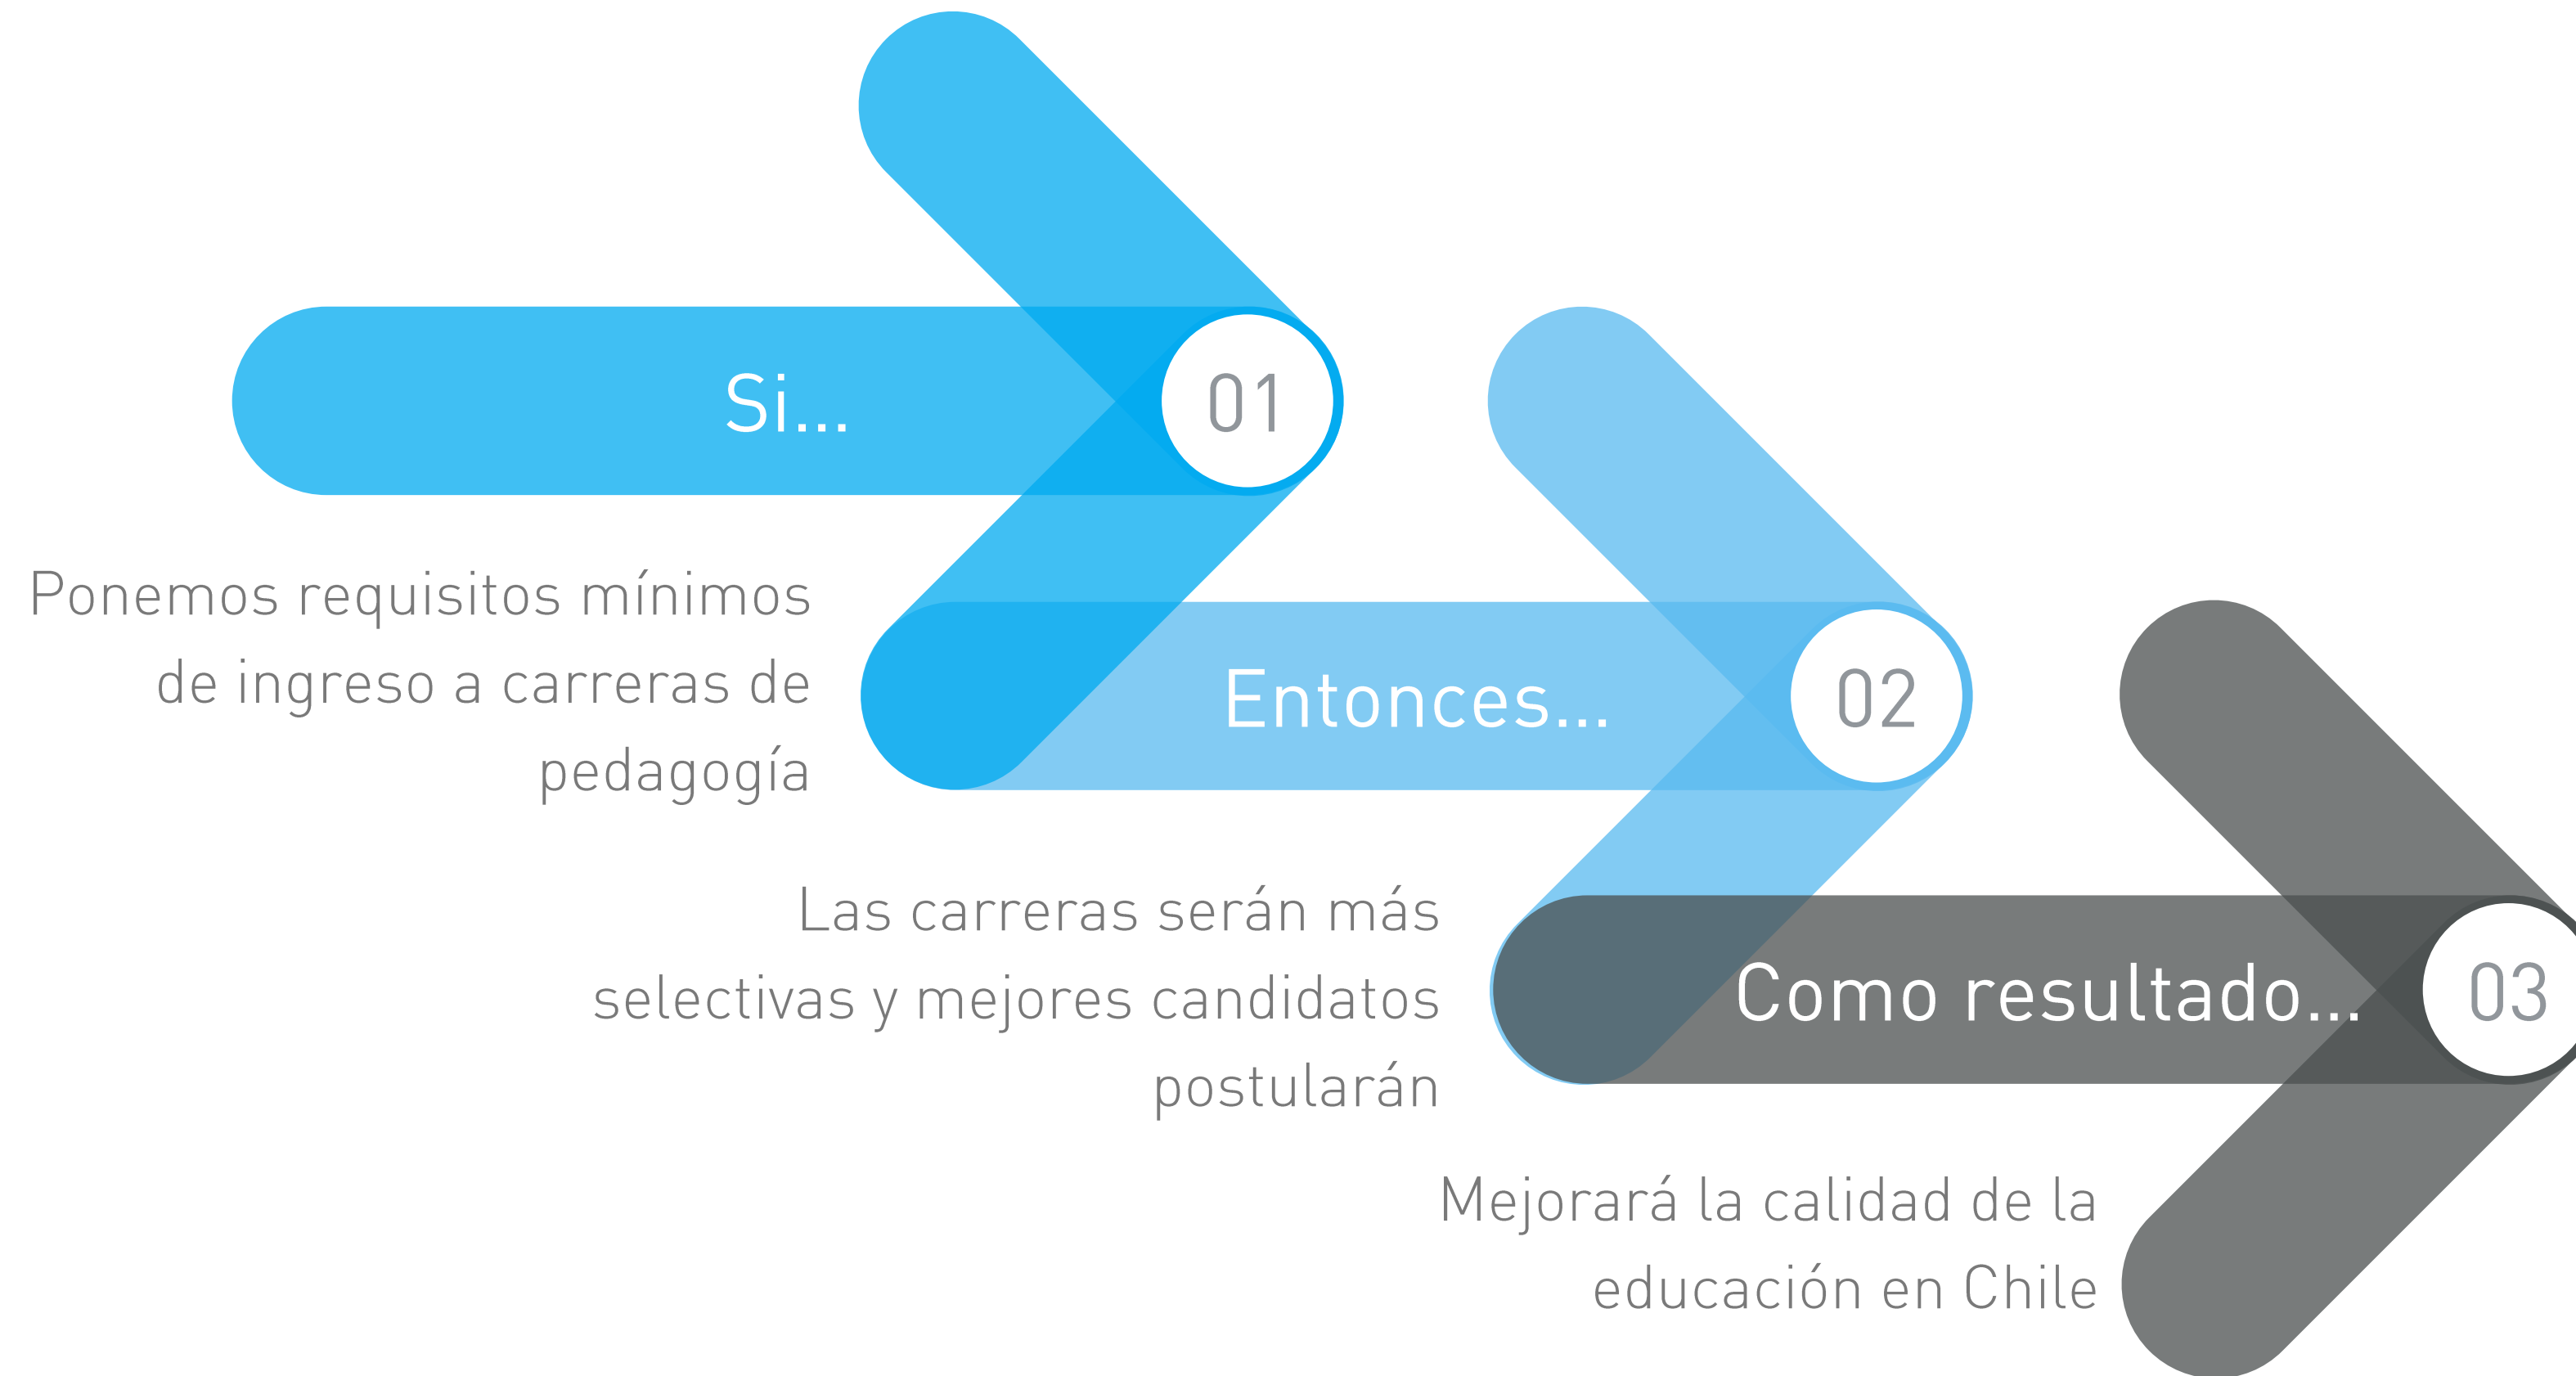 Si...
01
Ponemos requisitos mínimos
de ingreso a carreras de
pedagogía
Entonces...
02
Las carreras serán más
selectivas y mejores candidatos
postularán
Como resultado...
03
Mejorará la calidad de la
educación en Chile